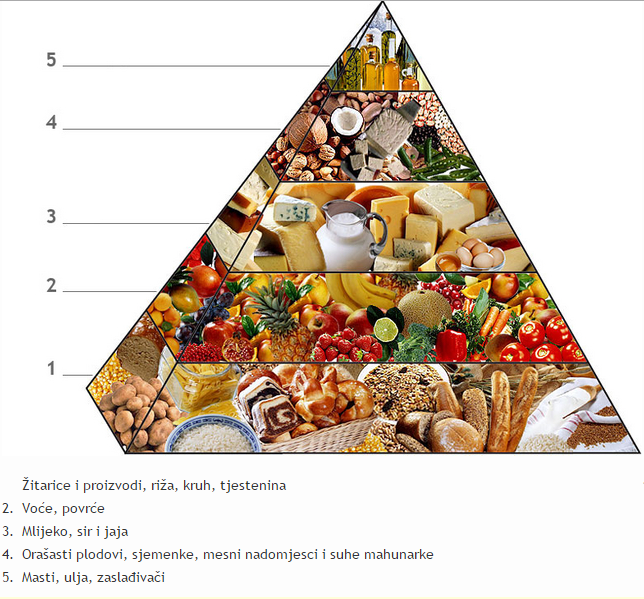 5
4
3
2
1
Žitarice i proizvodi, riža, kruh, tjestenina
2. Voće, povrće
3. Mlijeko, sir i jaja
4. Orašasti plodovi, sjemenke, mesni nadomjesci i suhe mahunarke
5. Masti, ulja, zaslađivači